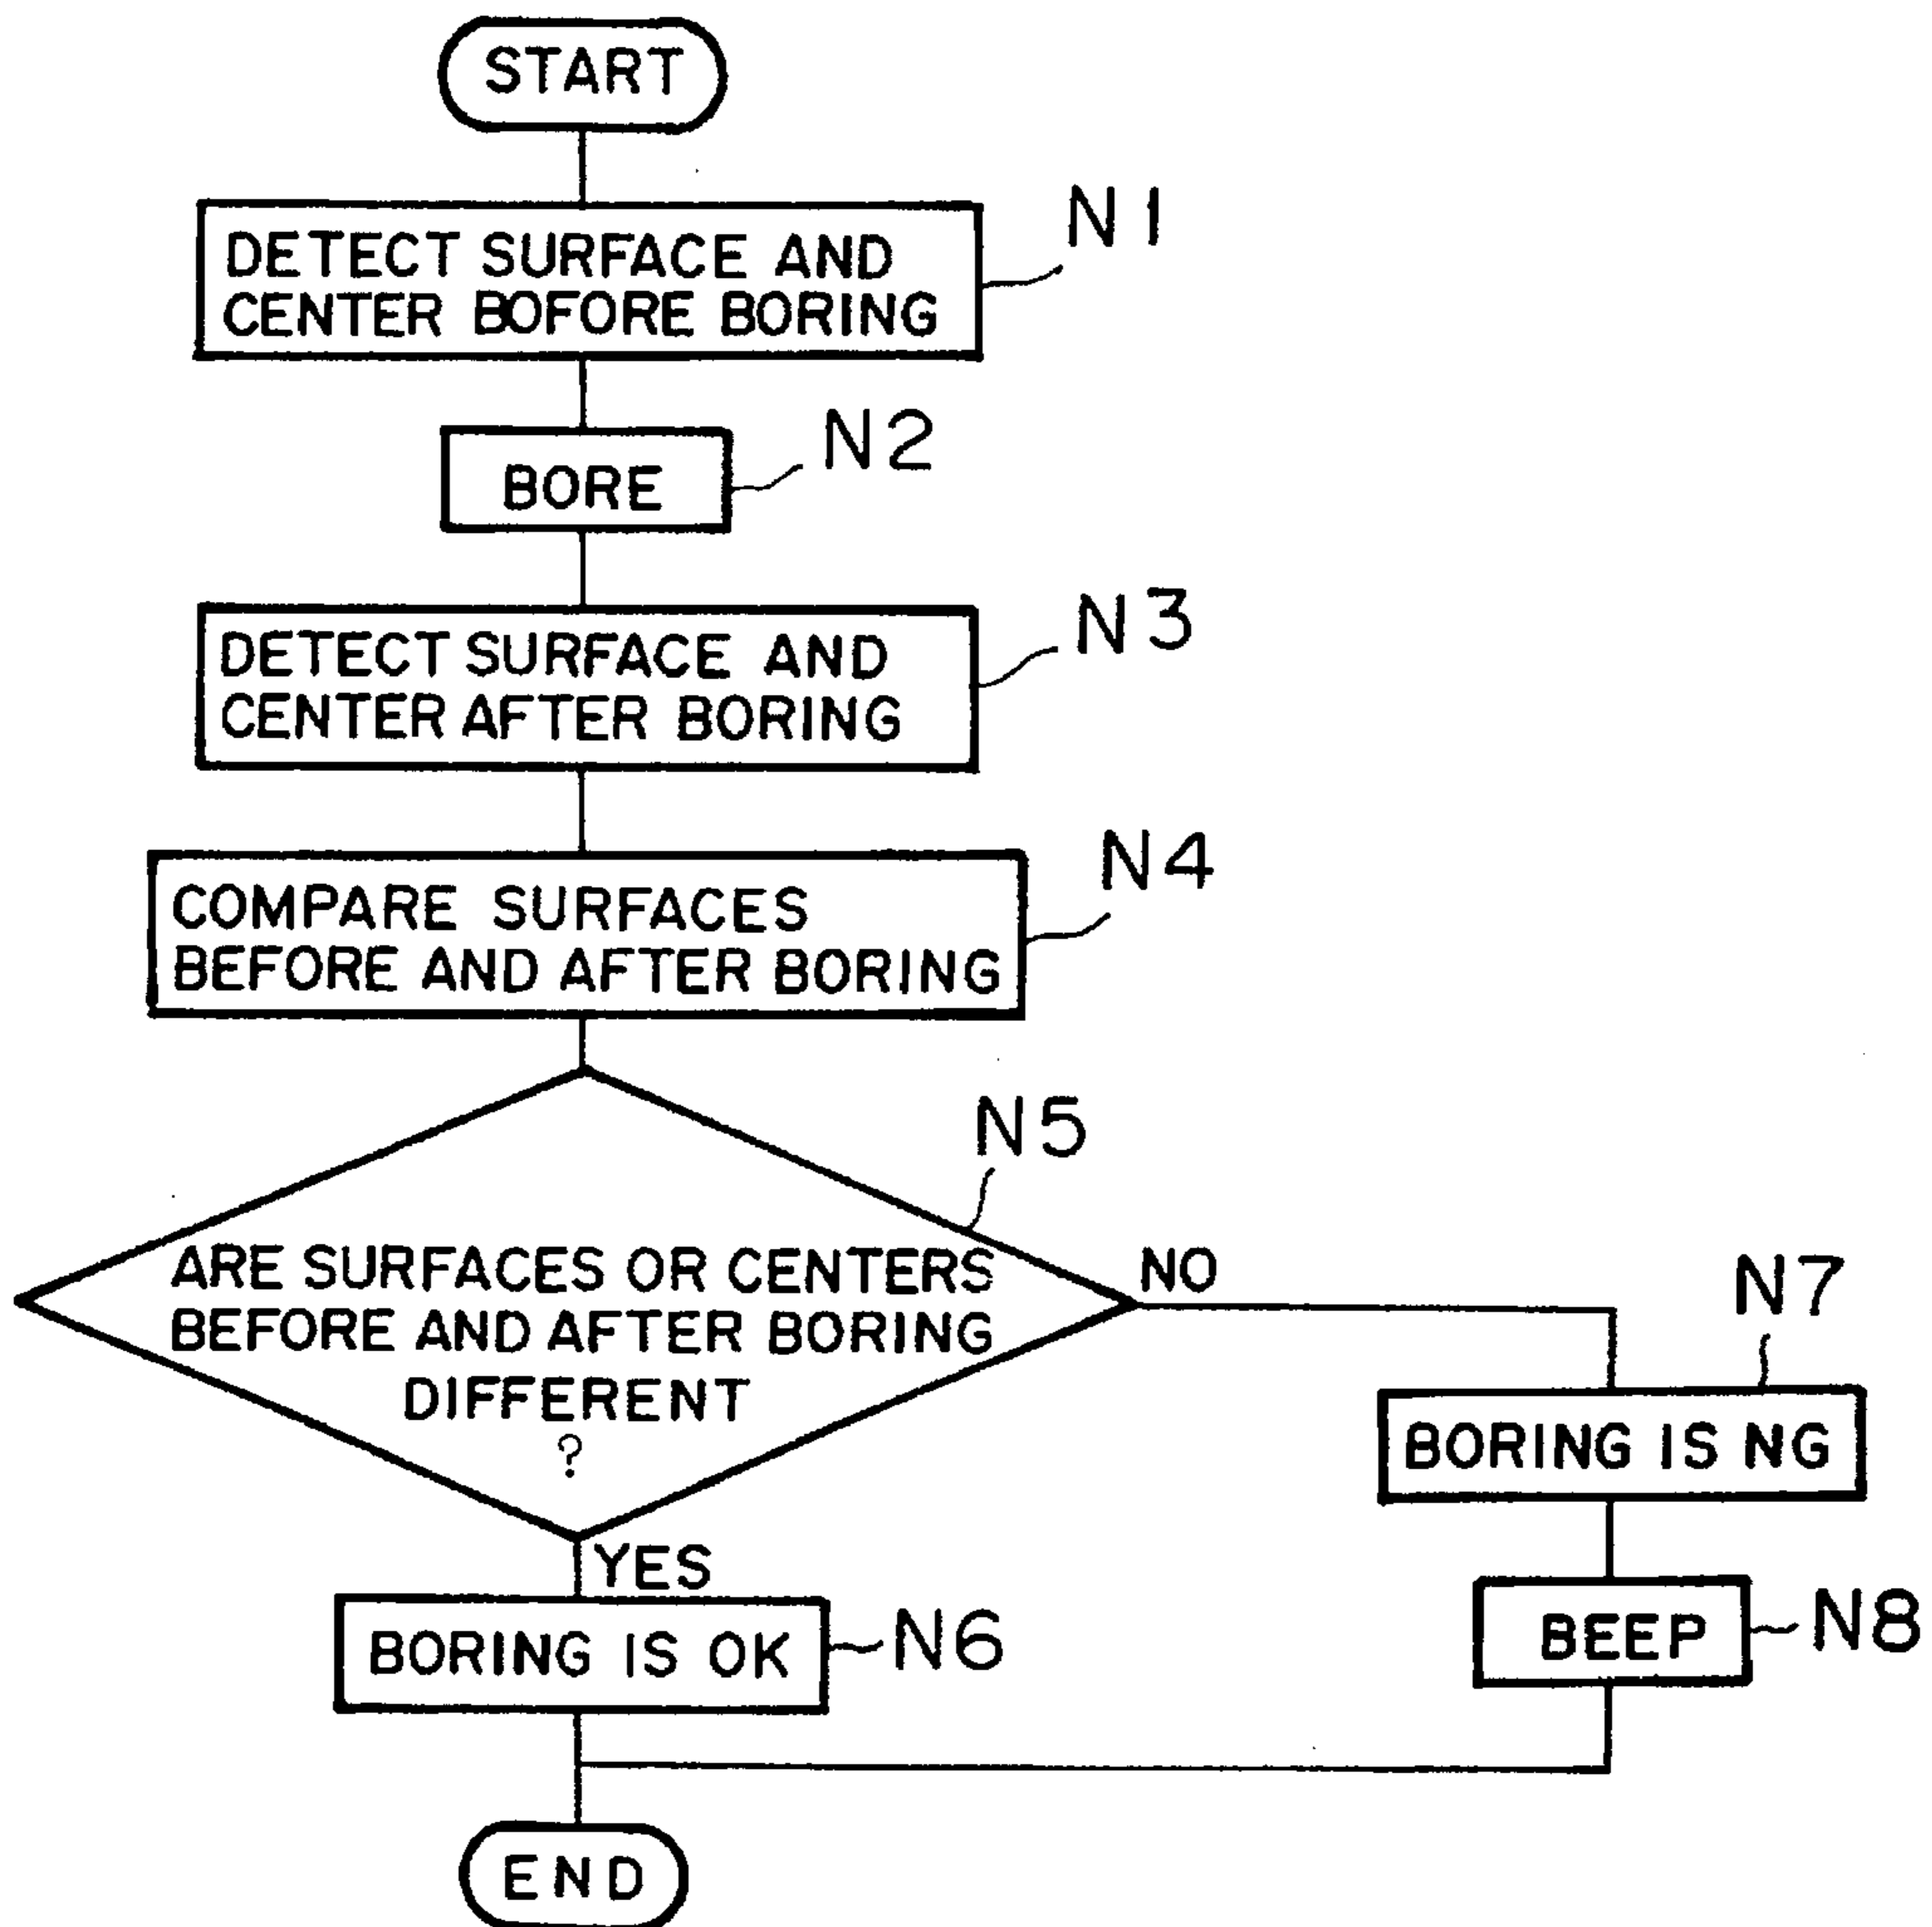 START
DETECT SURFACE AND
CENTER BOFORE BORING
N1
BORE
N2
DETECT SURFACE AND
CENTER AFTER BORING
N3
COMPARE SURFACES
BEFORE AND AFTER BORING
N4
ARE SURFACES OR CENTERS
BEFORE AND AFTER BORING
DIFFERENT
?
N5
NO
YES
BORING IS OK
N6
BORING IS NG
N7
BEEP
N8
END